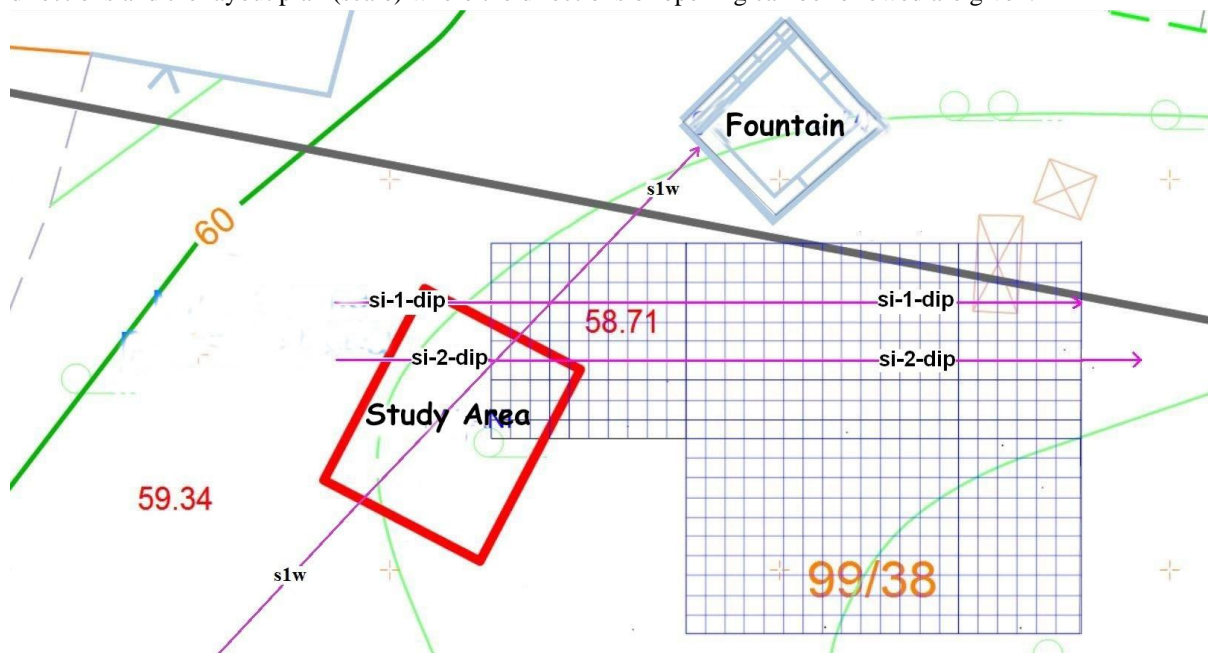 Fountain
s1w
60
si-1-dip
si-1-dip
58.71
si-2-dip
si-2-dip
Study Area
59.34
s1w
99/38